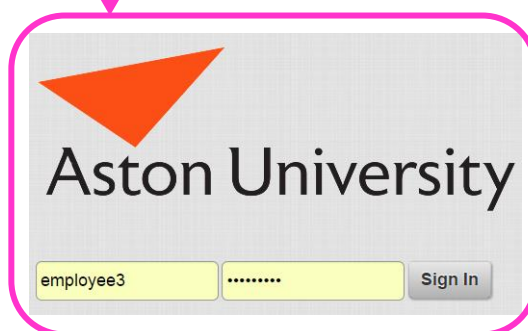 Aston University
employee3 ••••••••• Sign In